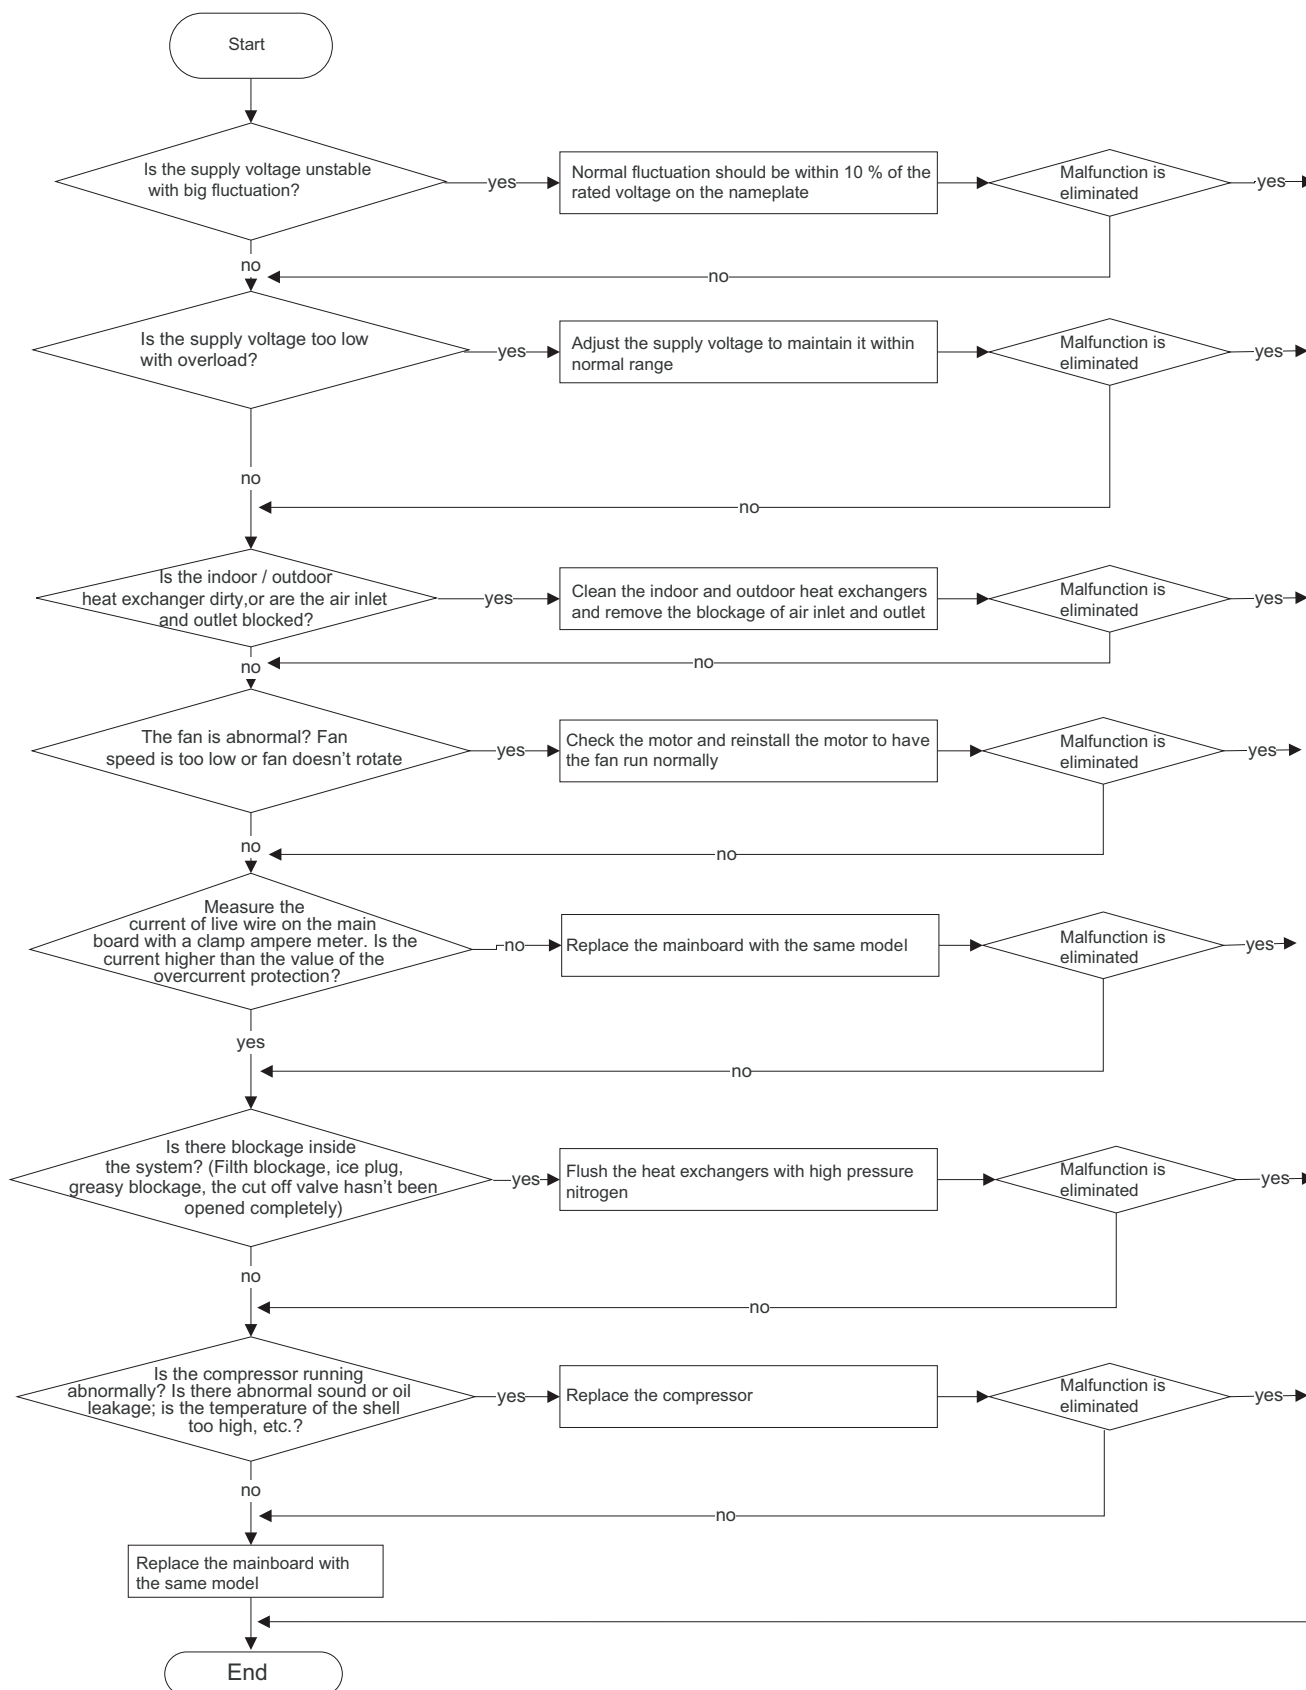 Start
Is the supply voltage unstable
with big fluctuation?
yes
Normal fluctuation should be within 10 % of the
rated voltage on the nameplate
Malfunction is
eliminated
yes
no
no
Is the supply voltage too low
with overload?
yes
Adjust the supply voltage to maintain it within
normal range
Malfunction is
eliminated
yes
no
no
Is the indoor / outdoor
heat exchanger dirty,or are the air inlet
and outlet blocked?
yes
Clean the indoor and outdoor heat exchangers
and remove the blockage of air inlet and outlet
Malfunction is
eliminated
yes
no
no
The fan is abnormal? Fan
speed is too low or fan doesn't rotate
yes
Check the motor and reinstall the motor to have
the fan run normally
Malfunction is
eliminated
yes
no
no
Measure the
current of live wire on the main
board with a clamp ampere meter. Is the
current higher than the value of the
overcurrent protection?
no
Replace the mainboard with the same model
Malfunction is
eliminated
yes
yes
no
Is there blockage inside
the system? (Filth blockage, ice plug,
greasy blockage, the cut off valve hasn't been
opened completely)
yes
Flush the heat exchangers with high pressure
nitrogen
Malfunction is
eliminated
yes
no
no
Is the compressor running
abnormally? Is there abnormal sound or oil
leakage; is the temperature of the shell
too high, etc.?
yes
Replace the compressor
Malfunction is
eliminated
yes
no
no
Replace the mainboard with
the same model
End